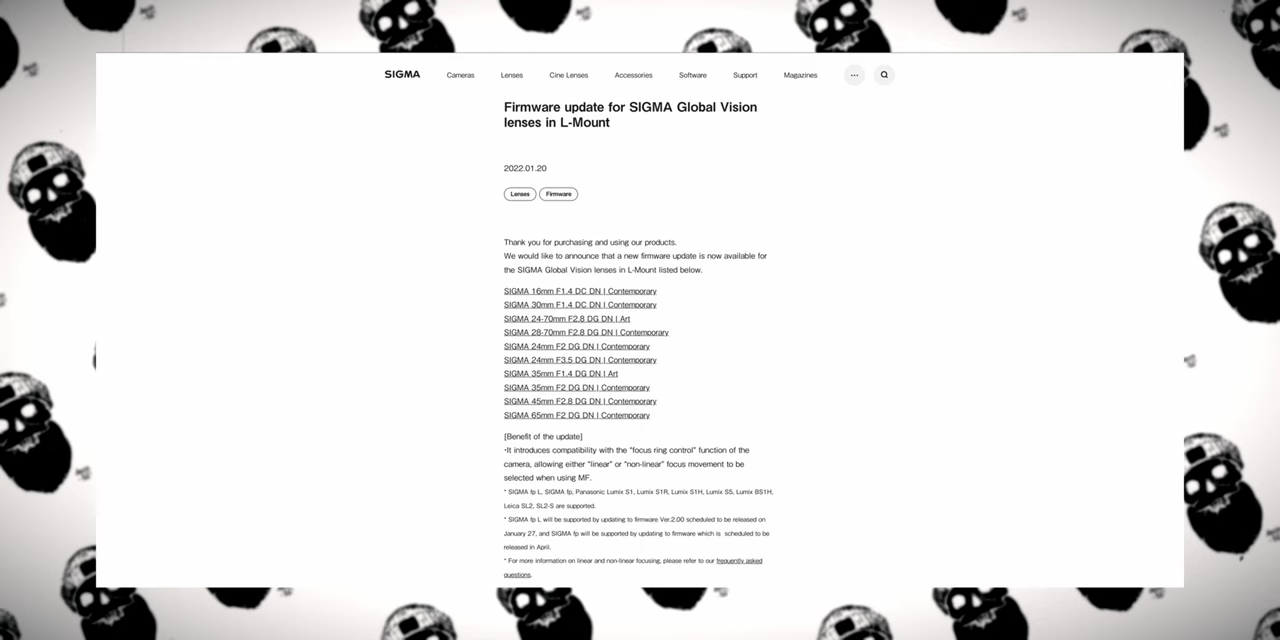 SIGMA Cameras Lenses Cine Lenses Accessories Software Support Magazines
Firmware update for SIGMA Global Vision
lenses in L-Mount
2022.01.20
Lenses Firmware
Thank you for purchasing and using our products.
We would like to announce that a new firmware update is now available for
the SIGMA Global Vision lenses in L-Mount listed below.
SIGMA 16mm F1.4 DC DN | Contemporary
SIGMA 30mm F1.4 DC DN | Contemporary
SIGMA 24-70mm F2.8 DG DN | Art
SIGMA 28-70mm F2.8 DG DN | Contemporary
SIGMA 24mm F2 DG DN | Contemporary
SIGMA 24mm F3.5 DG DN | Contemporary
SIGMA 35mm F1.4 DG DN | Art
SIGMA 35mm F2 DG DN | Contemporary
SIGMA 45mm F2.8 DG DN | Contemporary
SIGMA 65mm F2 DG DN | Contemporary
[Benefit of the update]
・It introduces compatibility with the "focus ring control" function of the
camera, allowing either "linear" or "non-linear" focus movement to be
selected when using MF.
* SIGMA fp L, SIGMA fp, Panasonic Lumix S1, Lumix S1R, Lumix S1H, Lumix S5, Lumix BS1H,
Leica SL2, SL2-S are supported.
* SIGMA fp L will be supported by updating to firmware Ver.2.00 scheduled to be released on
January 27, and SIGMA fp will be supported by updating to firmware which is scheduled to be
released in April.
* For more information on linear and non-linear focusing, please refer to our frequently asked
questions.